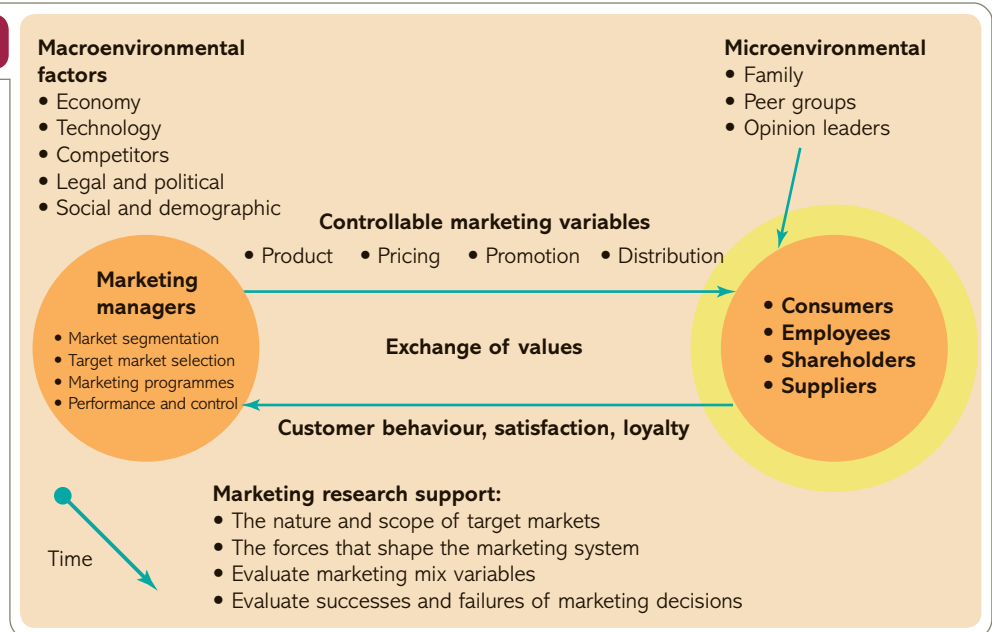 Macroenvironmental
factors
• Economy
• Technology
• Competitors
• Legal and political
• Social and demographic
Microenvironmental
• Family
• Peer groups
• Opinion leaders
Controllable marketing variables
• Product • Pricing • Promotion • Distribution
Marketing
managers
• Market segmentation
• Target market selection
• Marketing programmes
• Performance and control
Exchange of values
• Consumers
• Employees
• Shareholders
• Suppliers
Customer behaviour, satisfaction, loyalty
Time
Marketing research support:
• The nature and scope of target markets
• The forces that shape the marketing system
• Evaluate marketing mix variables
• Evaluate successes and failures of marketing decisions